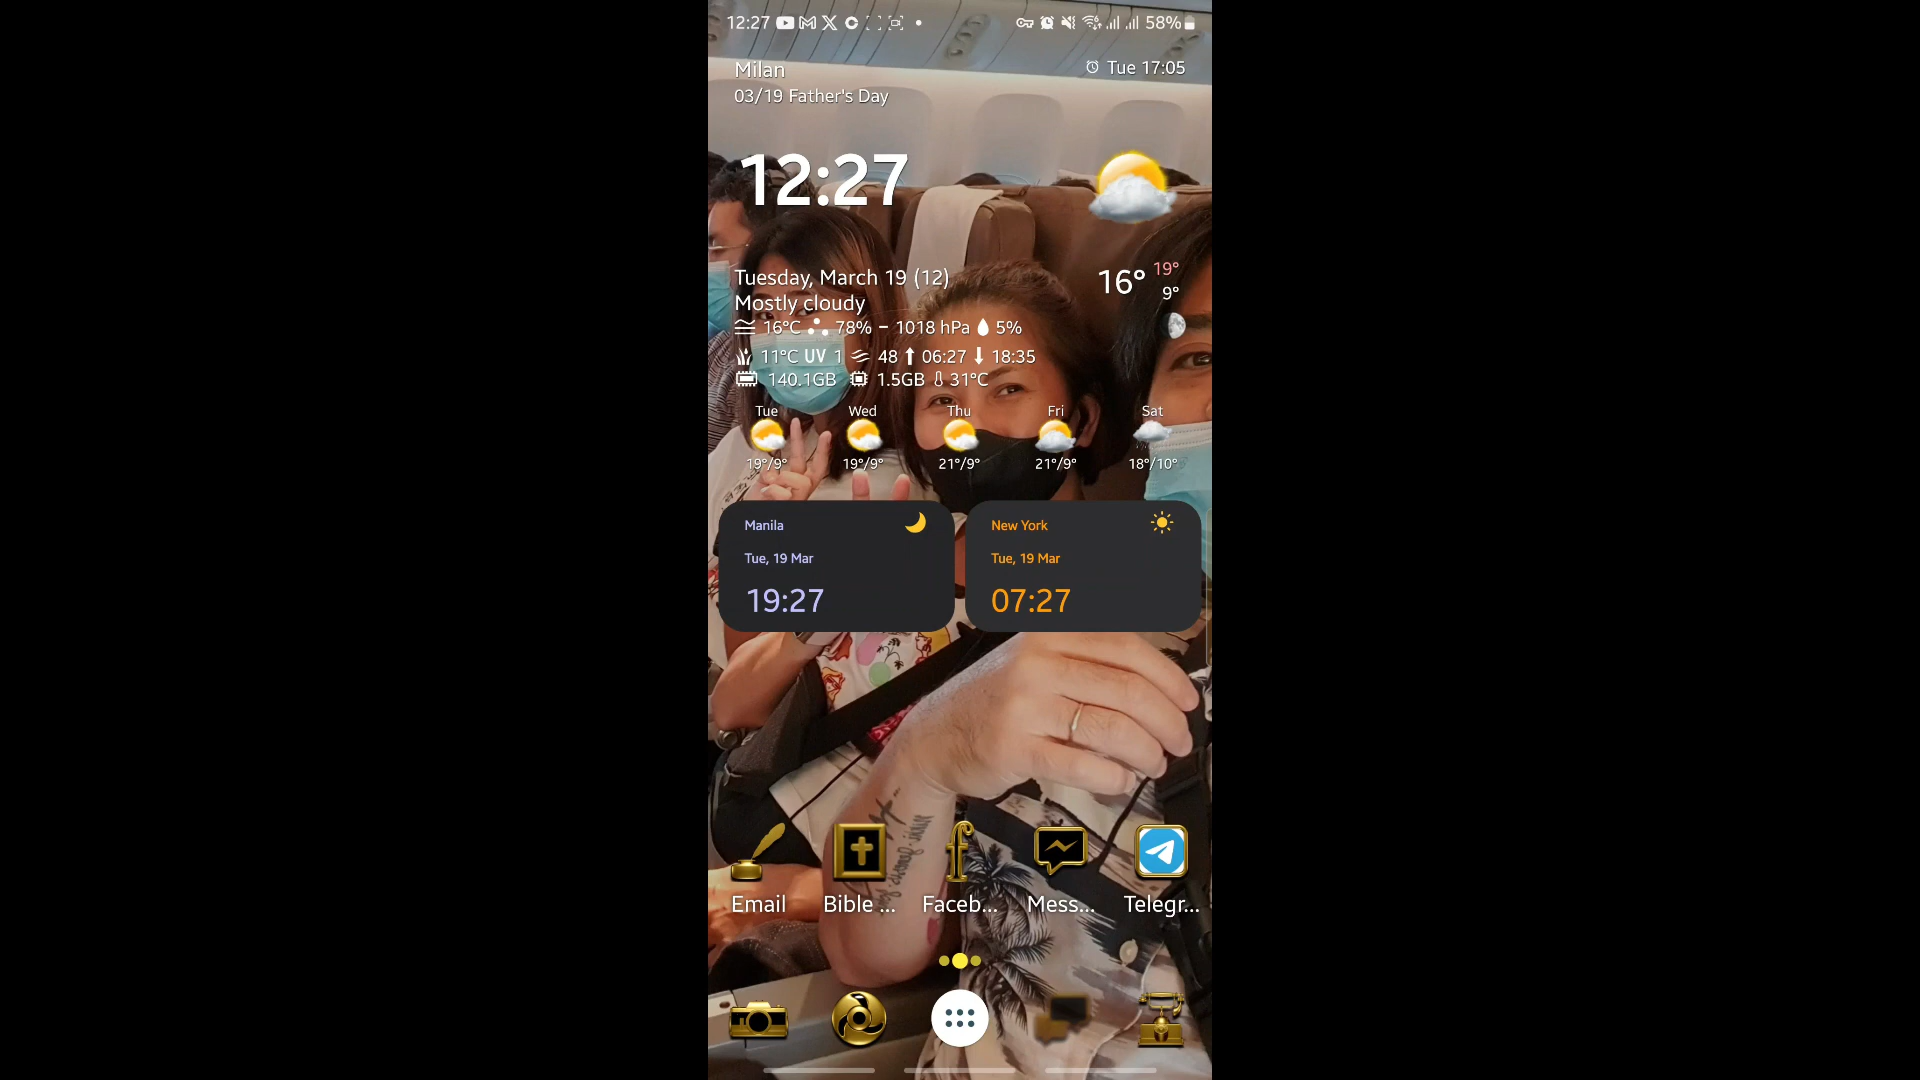 12:27 58%
Milan
Tue 17:05
03/19 Father's Day
12:27
Tuesday, March 19 (12)
16° 19°
9°
Mostly cloudy
16°C 78% – 1018 hPa 5%
11°C UV 1 48 06:27 18:35
140.1GB 1.5GB 31°C
Tue Wed Thu Fri Sat
19°/9° 19°/9° 21°/9° 21°/9° 18°/10°
Manila
Tue, 19 Mar
19:27
New York
Tue, 19 Mar
07:27
Email Bible ... Faceb... Mess... Telegr...